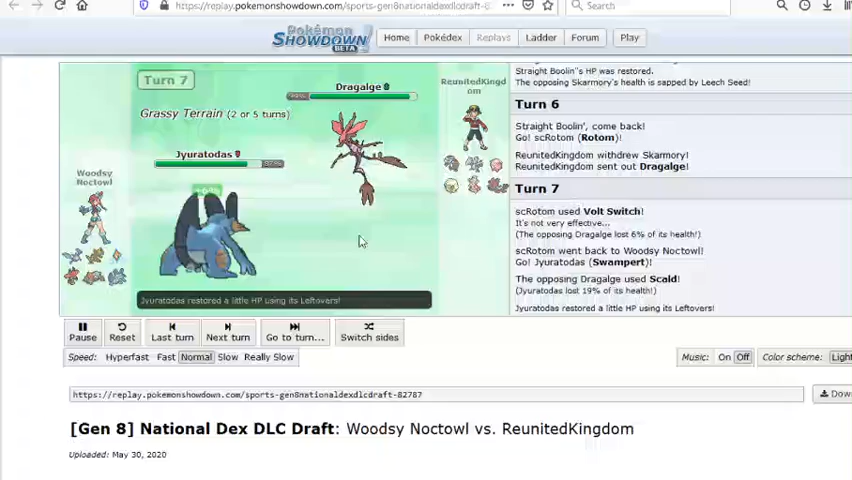 https://replay.pokemonshowdown.com/sports-gen8nationaldexdlcdraft-8
Search
Pokémon
SHOWDOWN
BETA
Home
Pokédex
Replays
Ladder
Forum
Play
Turn 7
Grassy Terrain (2 or 5 turns)
Dragalge
Jyuratodas
Woodsy
Noctowl
ReunitedKingd
om
Jyuratodas restored a little HP using its Leftovers!
Straight Boolin's HP was restored.
The opposing Skarmory's health is sapped by Leech Seed!
Turn 6
Straight Boolin', come back!
Go! scRotom (Rotom)!
ReunitedKingdom withdrew Skarmory!
ReunitedKingdom sent out Dragalge!
Turn 7
scRotom used Volt Switch!
It's not very effective...
(The opposing Dragalge lost 6% of its health!)
scRotom went back to Woodsy Noctowl!
Go! Jyuratodas (Swampert)!
The opposing Dragalge used Scald!
(Jyuratodas lost 19% of its health!)
Jyuratodas restored a little HP using its Leftovers!
Pause
Reset
Last turn
Next turn
Go to turn...
Switch sides
Speed: Hyperfast Fast Normal Slow Really Slow
Music: On Off
Color scheme: Light
https://replay.pokemonshowdown.com/sports-gen8nationaldexdlcdraft-82787
Dow
[Gen 8] National Dex DLC Draft: Woodsy Noctowl vs. ReunitedKingdom
Uploaded: May 30, 2020